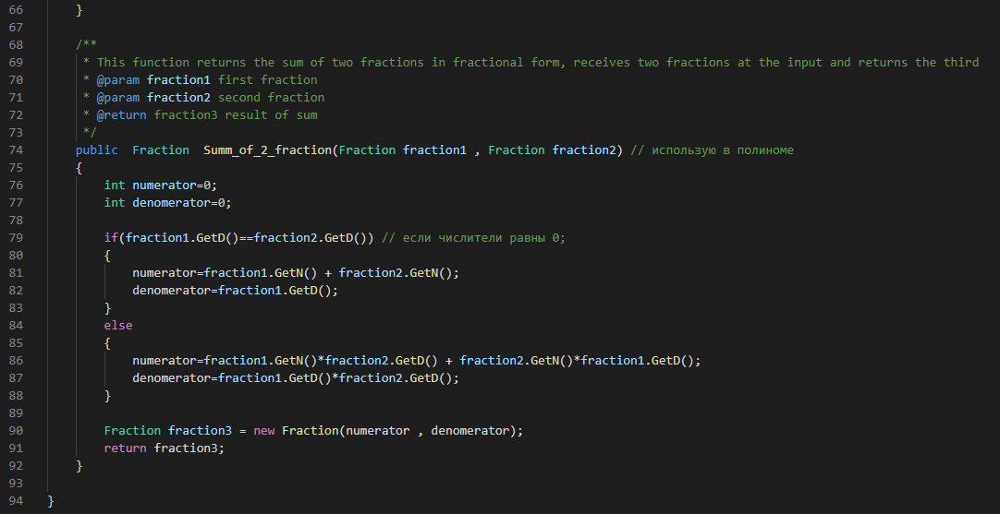 66 }
67
68 /**
69 * This function returns the sum of two fractions in fractional form, receives two fractions at the input and returns the third
70 * @param fraction1 first fraction
71 * @param fraction2 second fraction
72 * @return fraction3 result of sum
73 */
74 public  Fraction  Summ_of_2_fraction(Fraction fraction1 , Fraction fraction2) // использую в полиноме
75 {
76 int numerator=0;
77 int denomerator=0;
78
79 if(fraction1.GetD()==fraction2.GetD()) // если числители равны 0;
80 {
81 numerator=fraction1.GetN() + fraction2.GetN();
82 denomerator=fraction1.GetD();
83 }
84 else
85 {
86 numerator=fraction1.GetN()*fraction2.GetD() + fraction2.GetN()*fraction1.GetD();
87 denomerator=fraction1.GetD()*fraction2.GetD();
88 }
89
90 Fraction fraction3 = new Fraction(numerator , denomerator);
91 return fraction3;
92 }
93
94 }